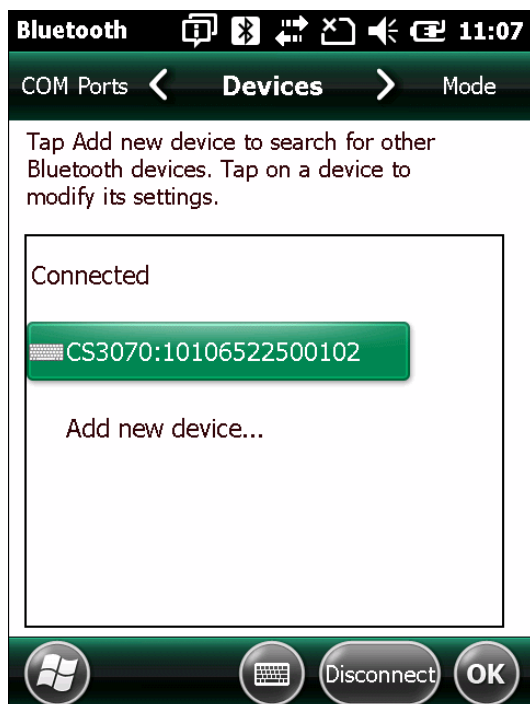 Bluetooth 11:07
COM Ports Devices Mode
Tap Add new device to search for other
Bluetooth devices. Tap on a device to
modify its settings.
Connected
CS3070:10106522500102
Add new device...
Disconnect OK